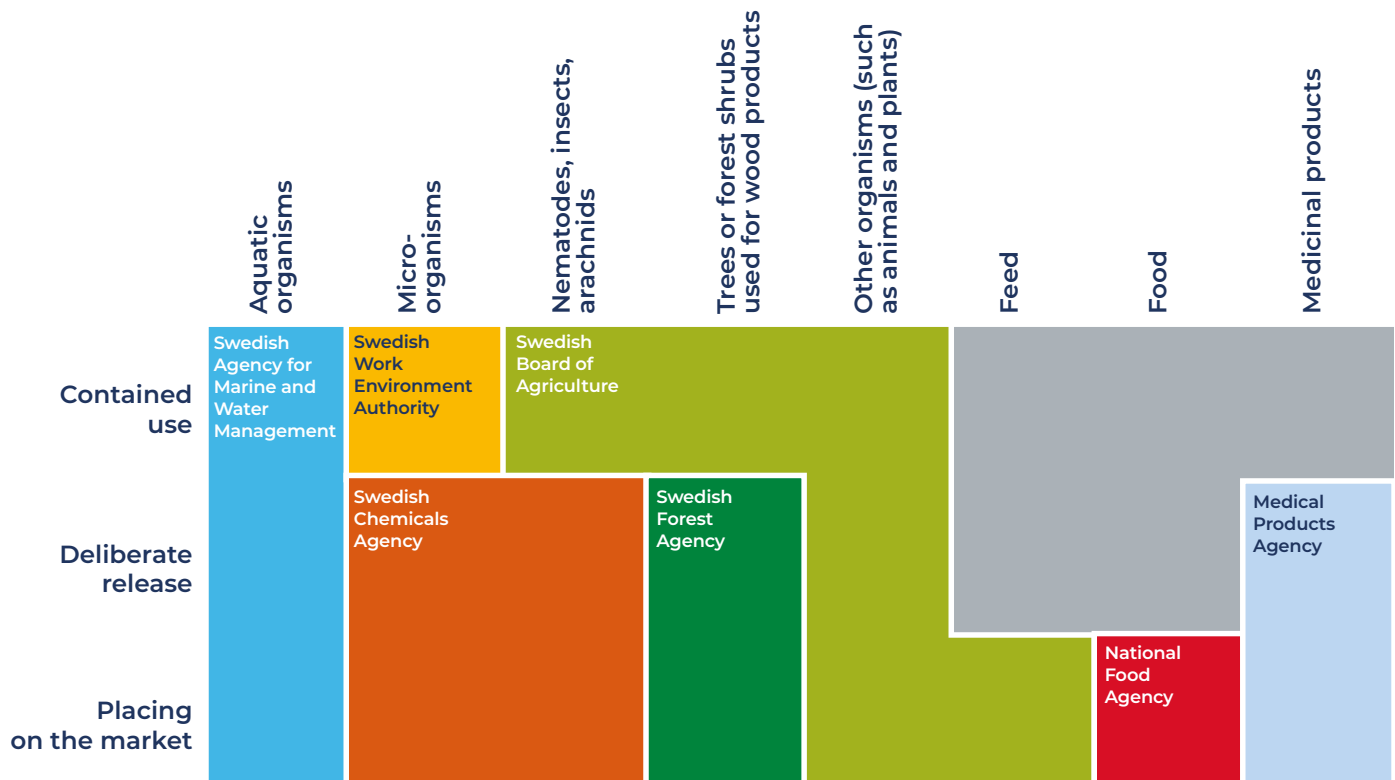 Aquatic
organisms
Micro-
organisms
Nematodes, insects,
arachnids
Trees or forest shrubs
used for wood products
Other organisms (such
as animals and plants)
Feed
Food
Medicinal products
Contained
use
Swedish
Agency for
Marine and
Water
Management
Swedish
Work
Environment
Authority
Swedish
Board of
Agriculture
Deliberate
release
Swedish
Chemicals
Agency
Swedish
Forest
Agency
Medical
Products
Agency
Placing
on the market
National
Food
Agency